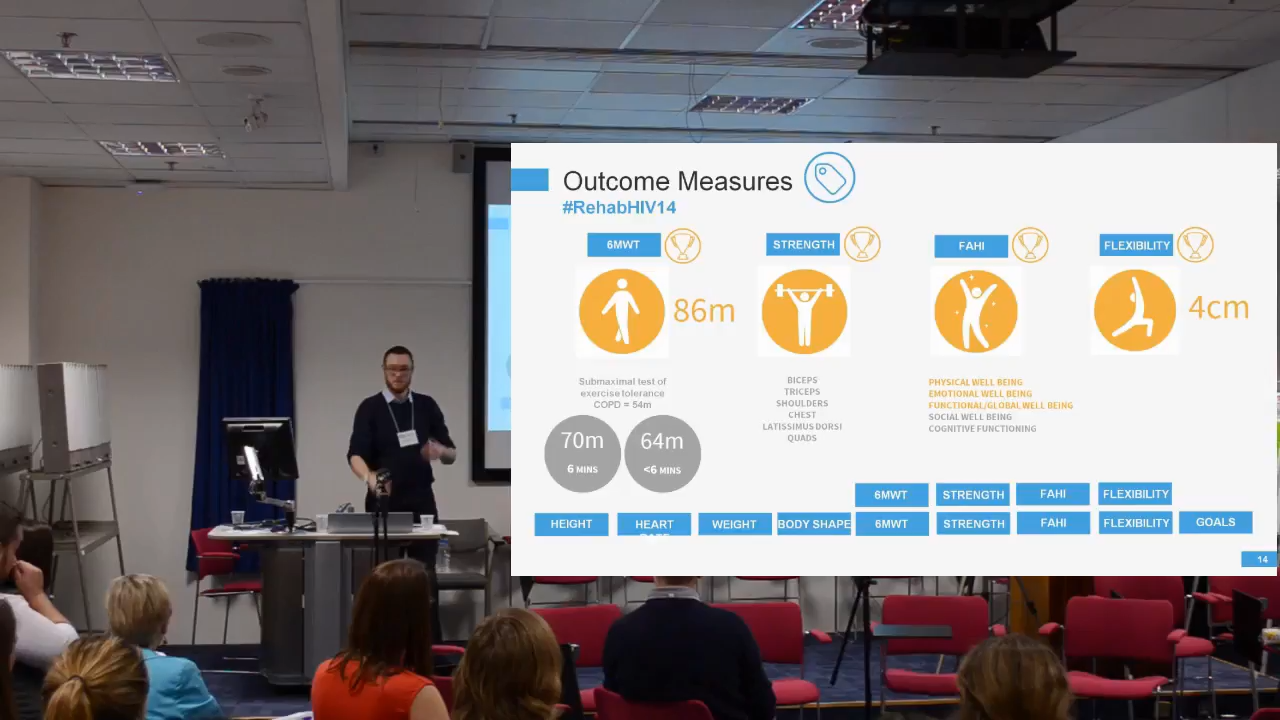 Outcome Measures
#RehabHIV14
6MWT
STRENGTH
FAHI
FLEXIBILITY
86m
4cm
Submaximal test of
exercise tolerance
COPD = 54m
70m
6 MINS
64m
<6 MINS
BICEPS
TRICEPS
SHOULDERS
CHEST
LATISSIMUS DORSI
QUADS
PHYSICAL WELL BEING
EMOTIONAL WELL BEING
FUNCTIONAL/GLOBAL WELL BEING
SOCIAL WELL BEING
COGNITIVE FUNCTIONING
6MWT
STRENGTH
FAHI
FLEXIBILITY
HEIGHT
HEART
WEIGHT
BODY SHAPE
6MWT
STRENGTH
FAHI
FLEXIBILITY
GOALS
14